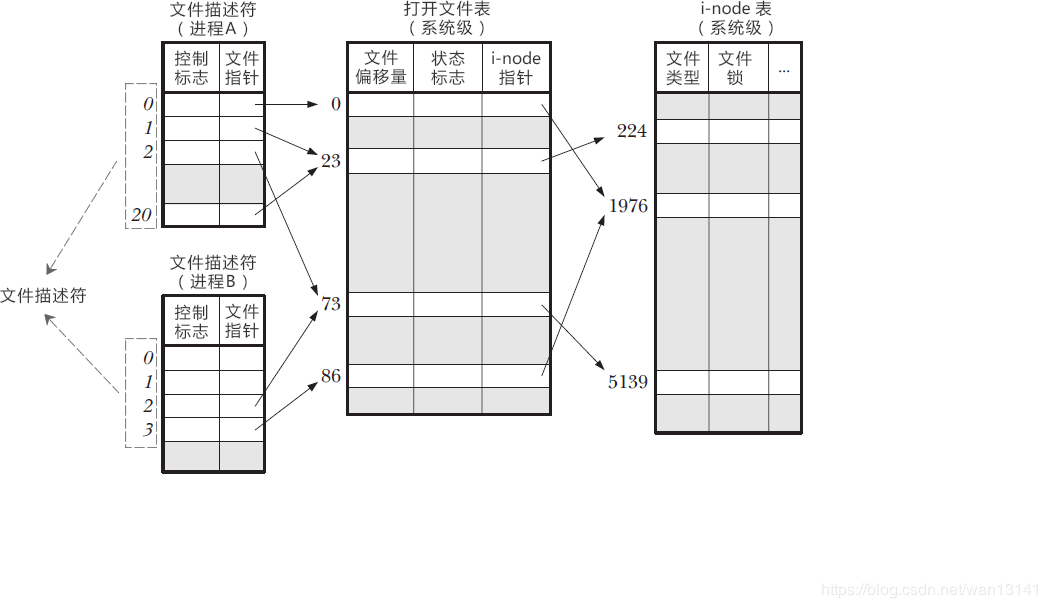 文件描述符
（进程A）
控制
标志
文件
指针
0
1
2
20
文件描述符
文件描述符
（进程B）
控制
标志
文件
指针
0
1
2
3
打开文件表
（系统级）
文件
偏移量
状态
标志
i-node
指针
0
23
73
86
i-node 表
（系统级）
文件
类型
文件
锁
...
224
1976
5139
https://blog.csdn.net/wan13141